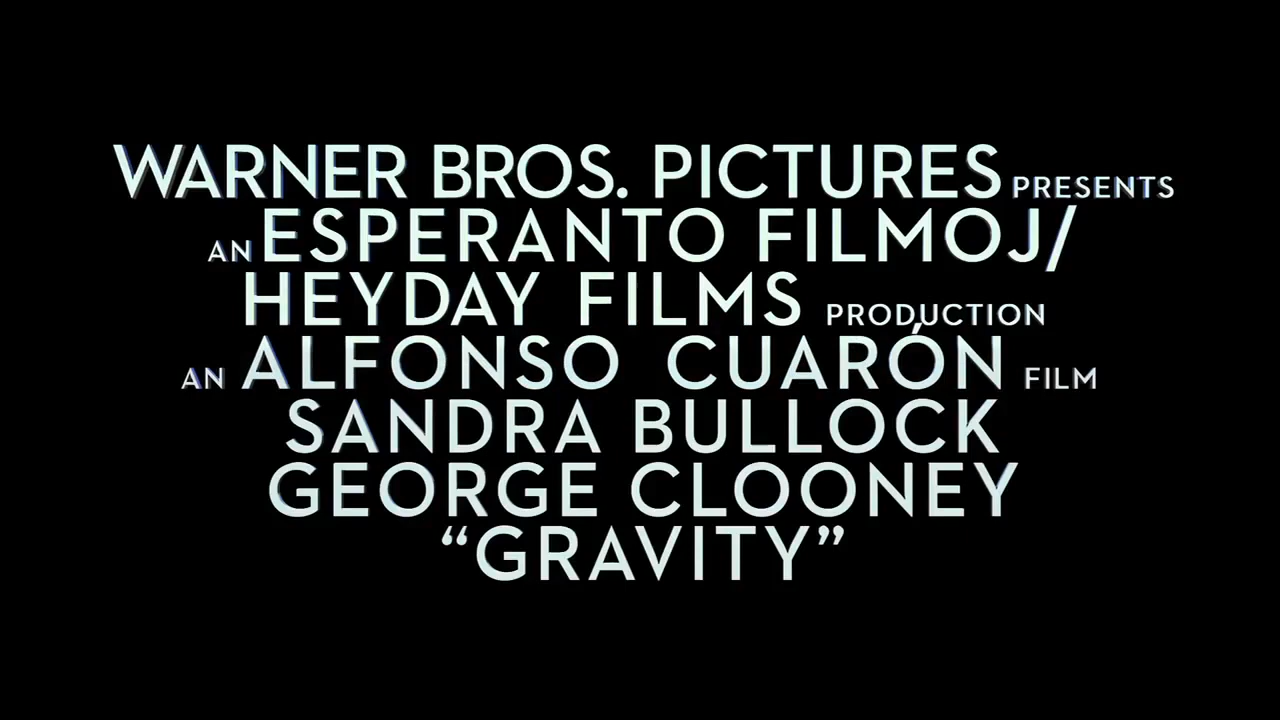 WARNER BROS. PICTURES PRESENTS
AN ESPERANTO FILMOJ/
HEYDAY FILMS PRODUCTION
AN ALFONSO CUARÓN FILM
SANDRA BULLOCK
GEORGE CLOONEY
“GRAVITY”